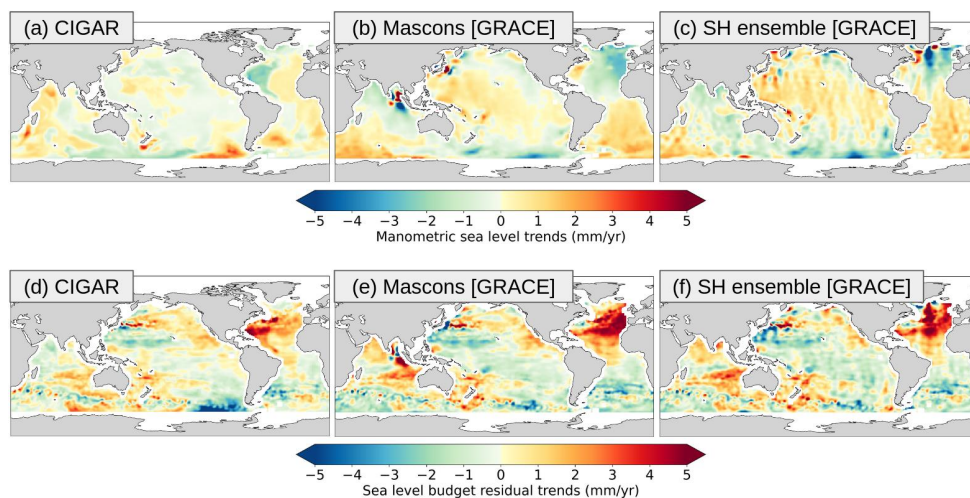 (a) CIGAR
(b) Mascons [GRACE]
(c) SH ensemble [GRACE]
−5 −4 −3 −2 −1 0 1 2 3 4 5
Manometric sea level trends (mm/yr)
(d) CIGAR
(e) Mascons [GRACE]
(f) SH ensemble [GRACE]
−5 −4 −3 −2 −1 0 1 2 3 4 5
Sea level budget residual trends (mm/yr)